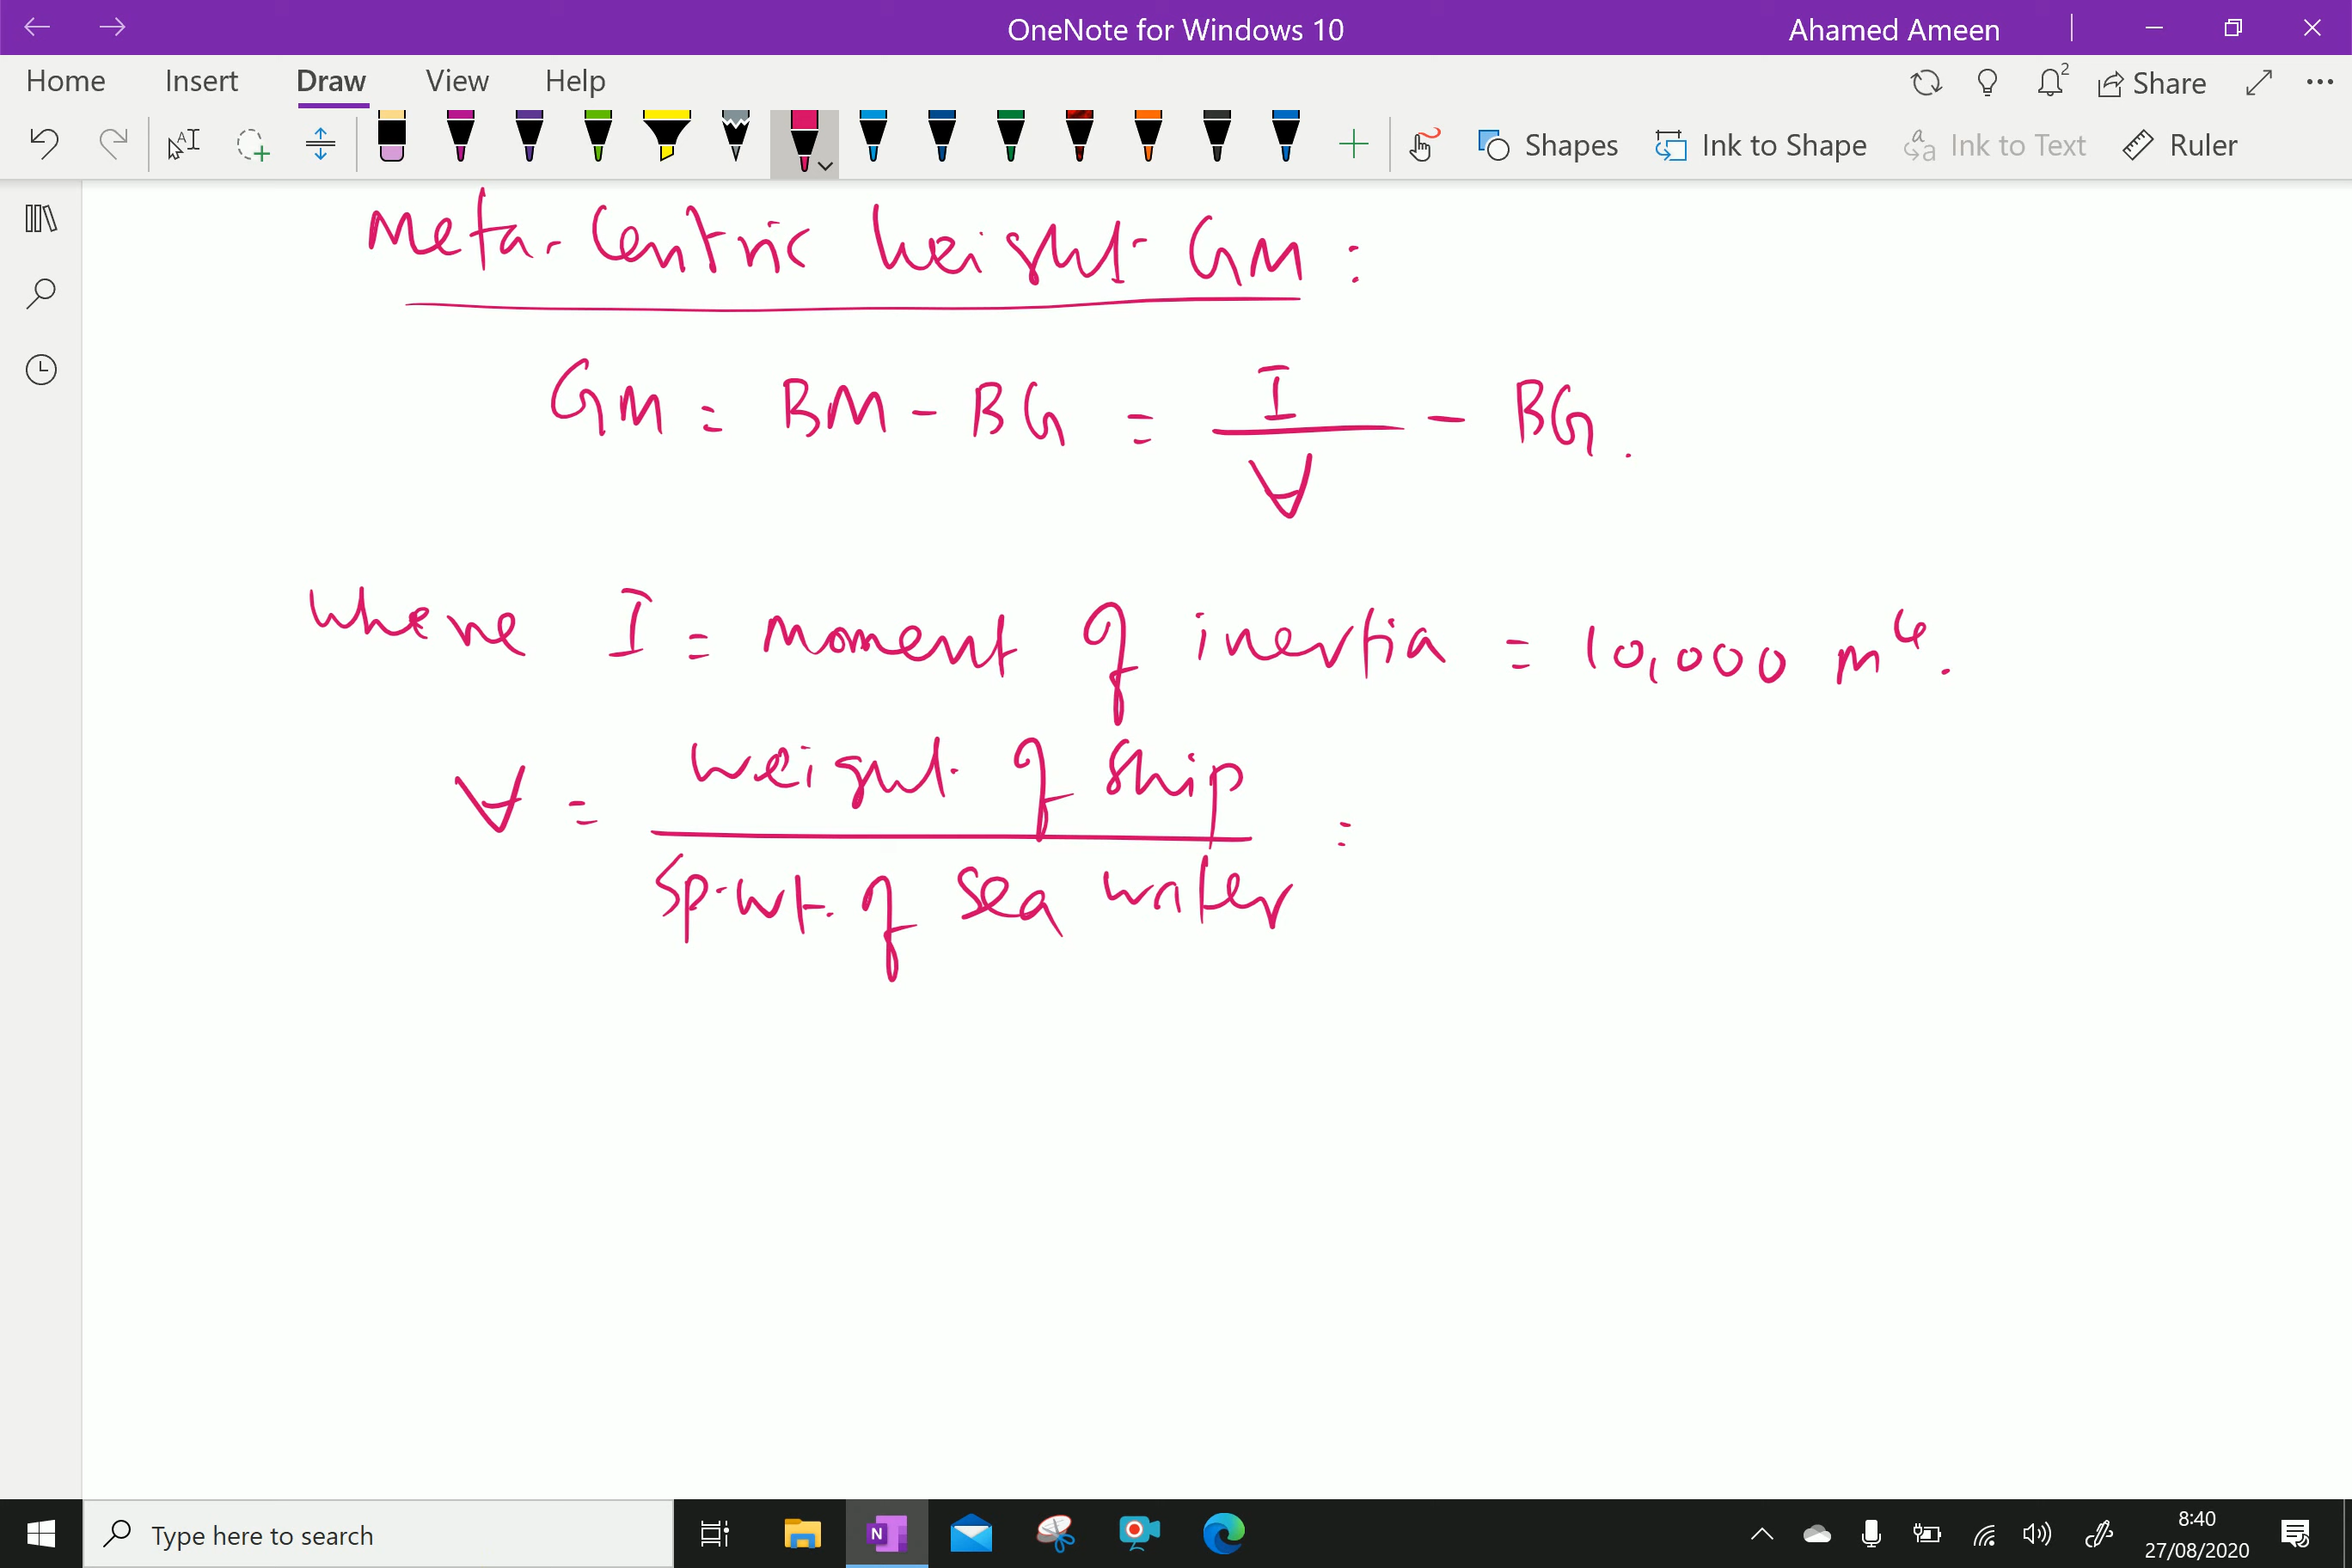 OneNote for Windows 10 Ahamed Ameen
Home Insert Draw View Help 2 Share
Shapes Ink to Shape Ink to Text Ruler
Meta-Centric height GM :
GM = BM - BG = I/∀ - BG.
where I = moment of inertia = 10,000 m⁴.
∀ = weight of ship / Sp.wt. of sea water =
Type here to search
8:40
27/08/2020